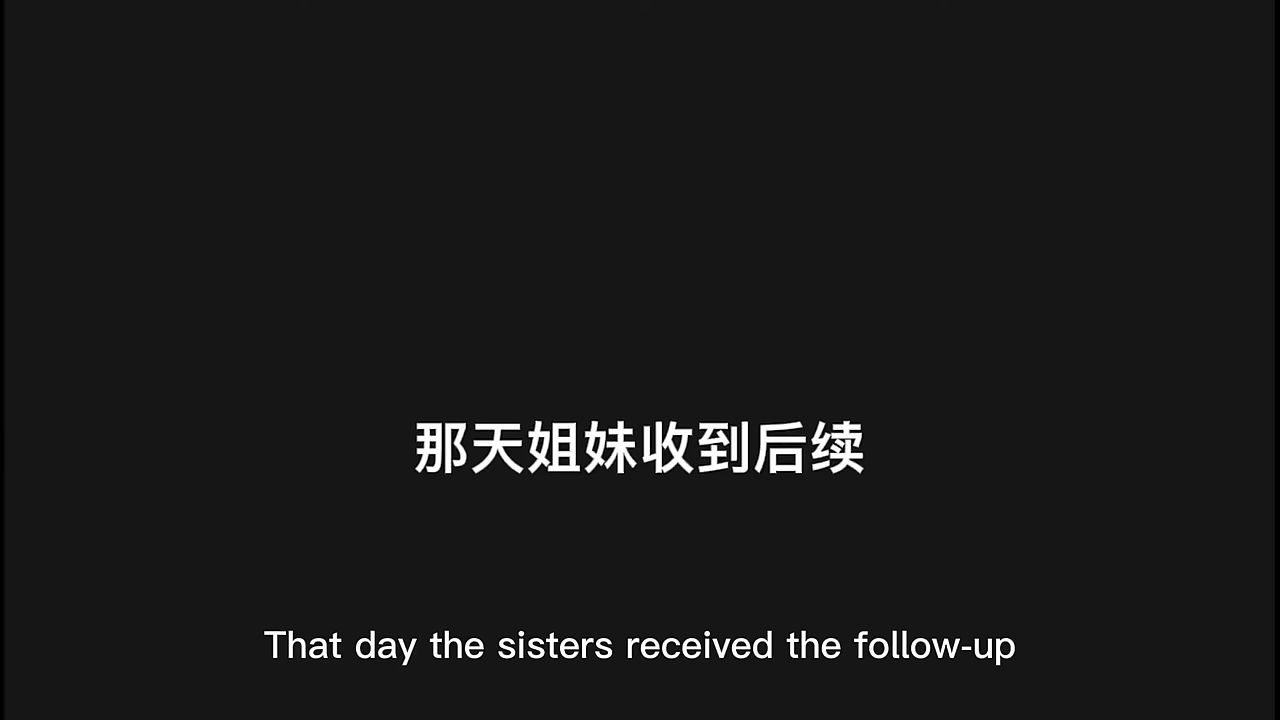 那天姐妹收到后续
That day the sisters received the follow-up